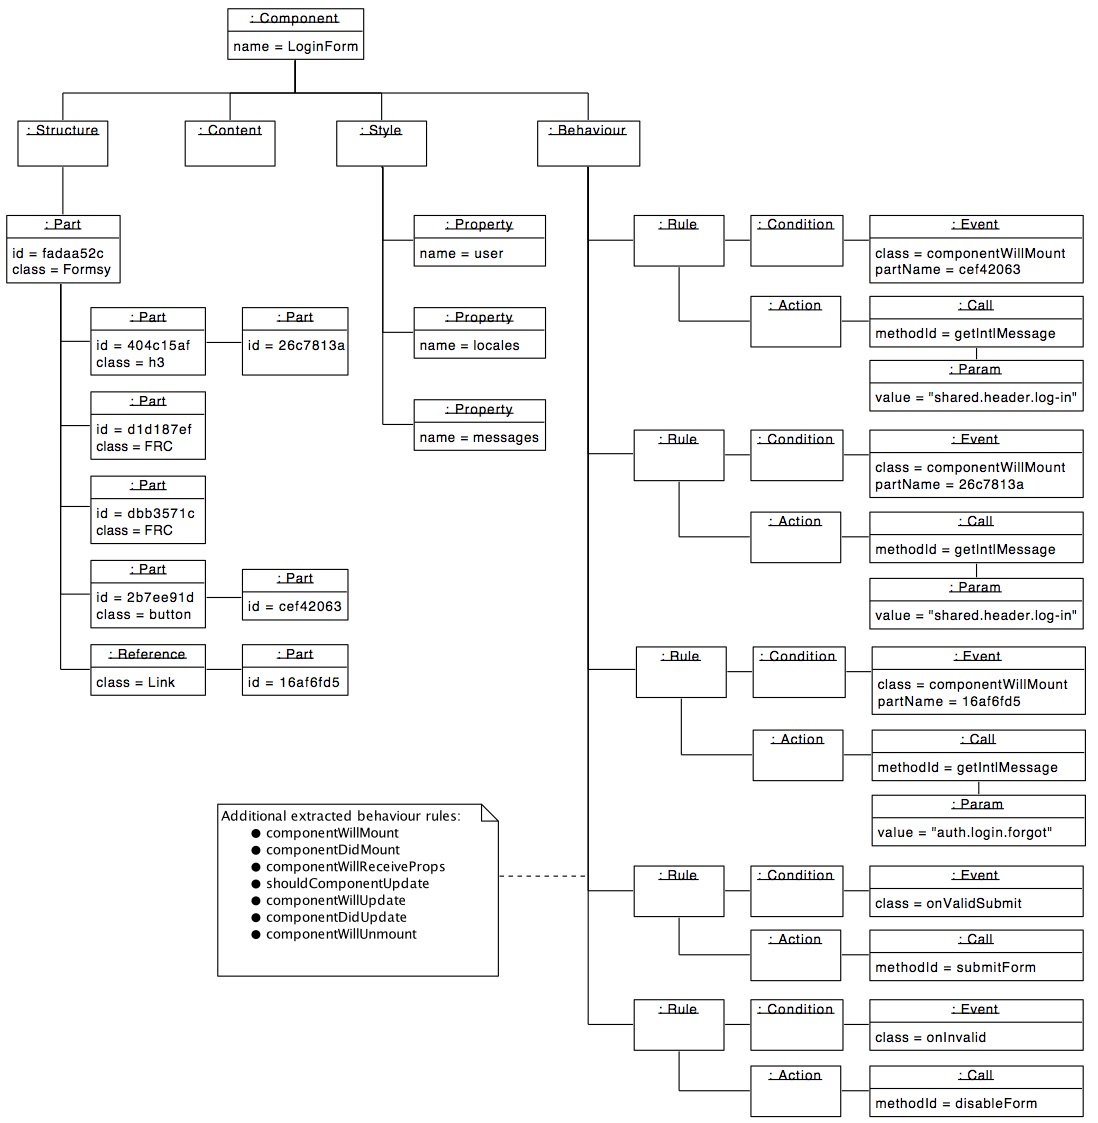 : Component
name = LoginForm
: Structure
: Content
: Style
: Behaviour
: Part
id = fadaa52c
class = Formsy
: Part
id = 404c15af
class = h3
: Part
id = 26c7813a
: Part
id = d1d187ef
class = FRC
: Part
id = dbb3571c
class = FRC
: Part
id = 2b7ee91d
class = button
: Part
id = cef42063
: Reference
class = Link
: Part
id = 16af6fd5
: Property
name = user
: Property
name = locales
: Property
name = messages
: Rule
: Condition
: Event
class = componentWillMount
partName = cef42063
: Action
: Call
methodId = getIntlMessage
: Param
value = "shared.header.log-in"
: Rule
: Condition
: Event
class = componentWillMount
partName = 26c7813a
: Action
: Call
methodId = getIntlMessage
: Param
value = "shared.header.log-in"
: Rule
: Condition
: Event
class = componentWillMount
partName = 16af6fd5
: Action
: Call
methodId = getIntlMessage
: Param
value = "auth.login.forgot"
: Rule
: Condition
: Event
class = onValidSubmit
: Action
: Call
methodId = submitForm
: Rule
: Condition
: Event
class = onInvalid
: Action
: Call
methodId = disableForm
Additional extracted behaviour rules:
● componentWillMount
● componentDidMount
● componentWillReceiveProps
● shouldComponentUpdate
● componentWillUpdate
● componentDidUpdate
● componentWillUnmount